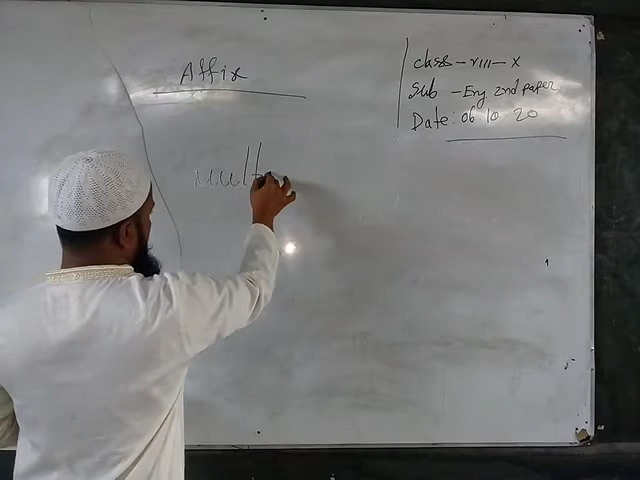 Affix
Class-VIII-X
Sub - Eng 2nd paper
Date: 06.10.20
mult